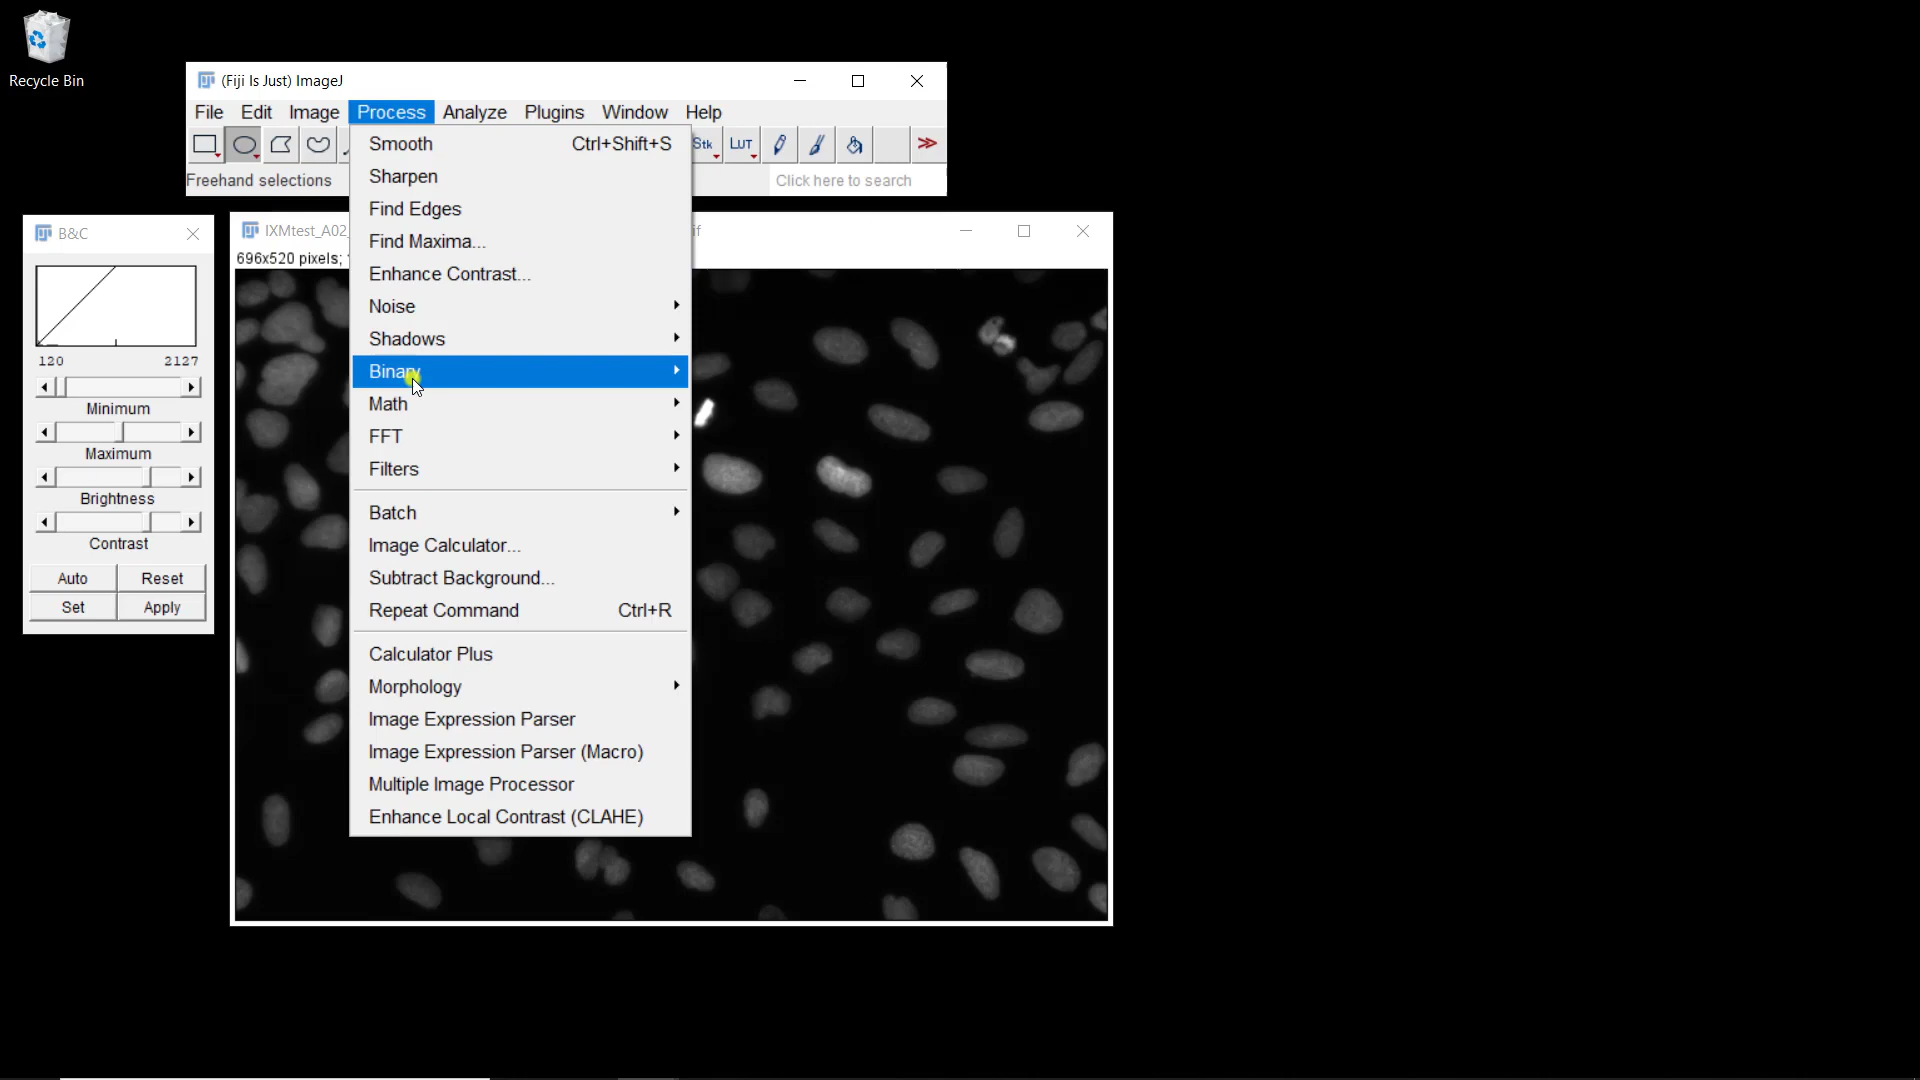 Recycle Bin
(Fiji Is Just) ImageJ
File Edit Image Process Analyze Plugins Window Help
Stk LUT
Freehand selections
Click here to search
Smooth Ctrl+Shift+S
Sharpen
Find Edges
Find Maxima...
Enhance Contrast...
Noise
Shadows
Binary
Math
FFT
Filters
Batch
Image Calculator...
Subtract Background...
Repeat Command Ctrl+R
Calculator Plus
Morphology
Image Expression Parser
Image Expression Parser (Macro)
Multiple Image Processor
Enhance Local Contrast (CLAHE)
B&C
120 2127
Minimum
Maximum
Brightness
Contrast
Auto Reset
Set Apply
IXMtest_A02_ if
696x520 pixels;